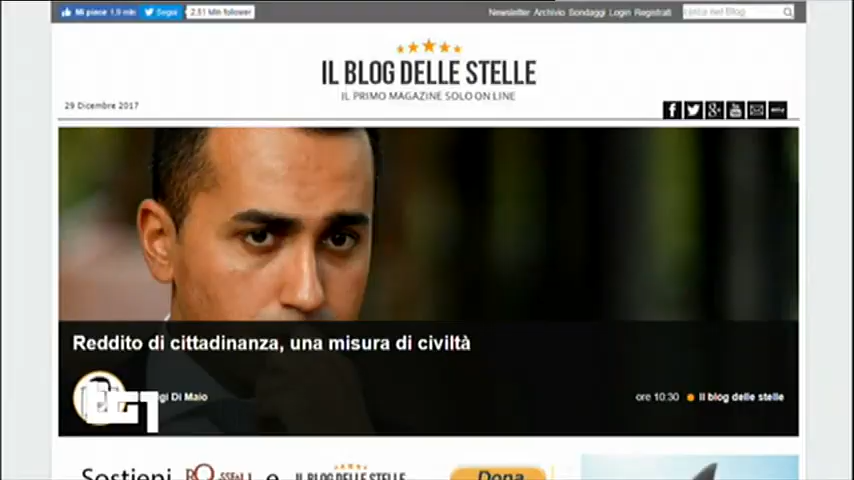 Mi piace 1,9 mln Segui 2,51 Mln follower Newsletter Archivio Sondaggi Login Registrati cerca nel Blog
IL BLOG DELLE STELLE
IL PRIMO MAGAZINE SOLO ON LINE
29 Dicembre 2017
Reddito di cittadinanza, una misura di civiltà
gi Di Maio ore 10:30 Il blog delle stelle
Sostieni e IL BLOG DELLE STELLE Dona